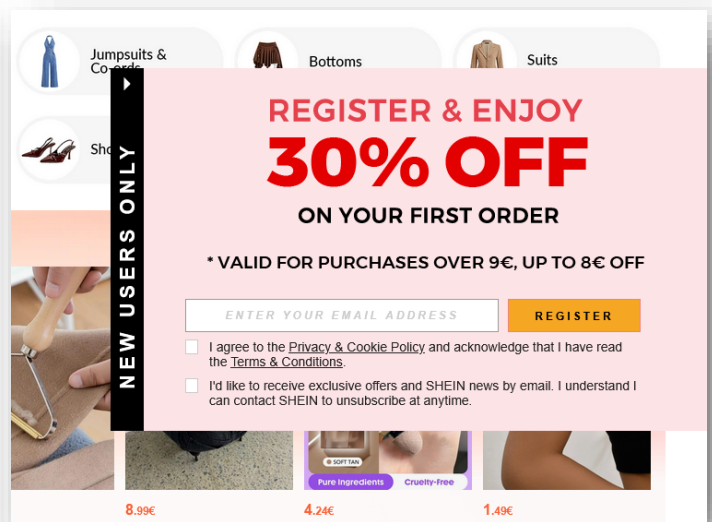 Jumpsuits &
Co-ords
Bottoms
Suits
Sho
NEW USERS ONLY
REGISTER & ENJOY
30% OFF
ON YOUR FIRST ORDER
* VALID FOR PURCHASES OVER 9€, UP TO 8€ OFF
ENTER YOUR EMAIL ADDRESS
REGISTER
I agree to the Privacy & Cookie Policy and acknowledge that I have read
the Terms & Conditions.
I'd like to receive exclusive offers and SHEIN news by email. I understand I
can contact SHEIN to unsubscribe at anytime.
SOFT TAN
Pure Ingredients
Cruelty-Free
8.99€
4.24€
1.49€